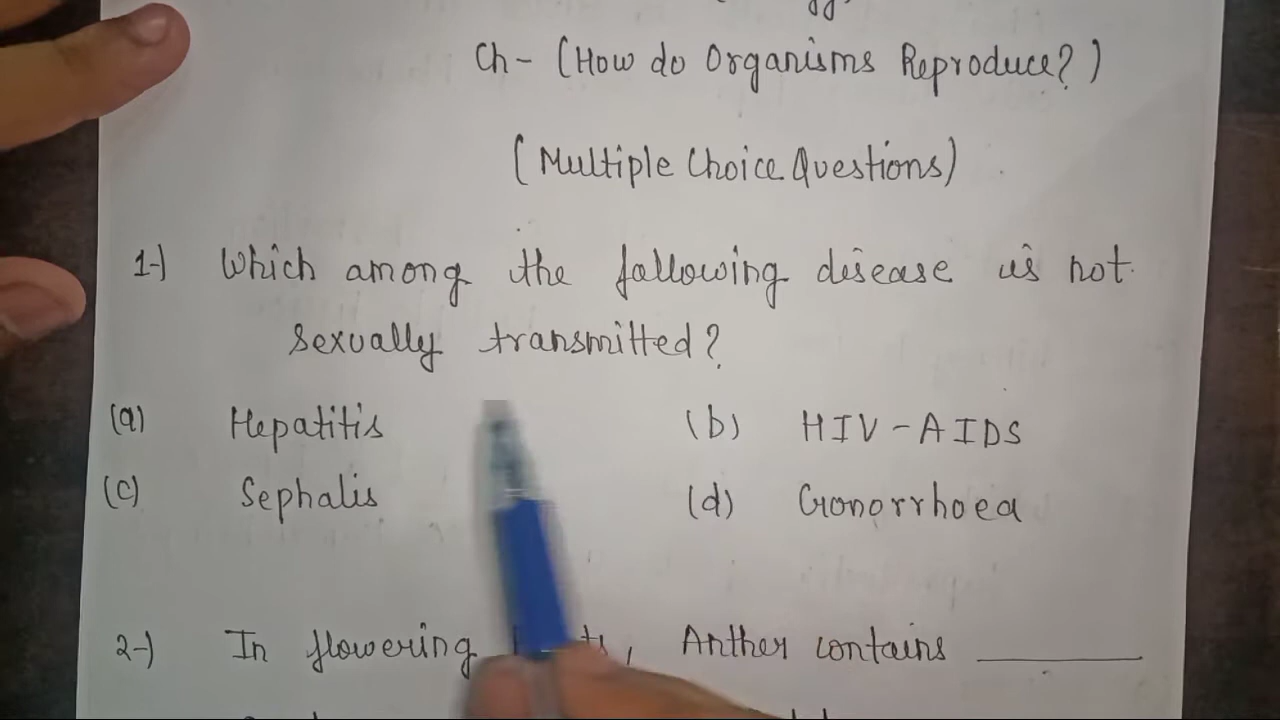 Ch- (How do Organisms Reproduce?)
(Multiple Choice Questions)
1-) Which among the following disease is not
sexually transmitted?
(a) Hepatitis (b) HIV-AIDS
(c) Sephalis (d) Gonorrhoea
2-) In flowering , Anther contains ________